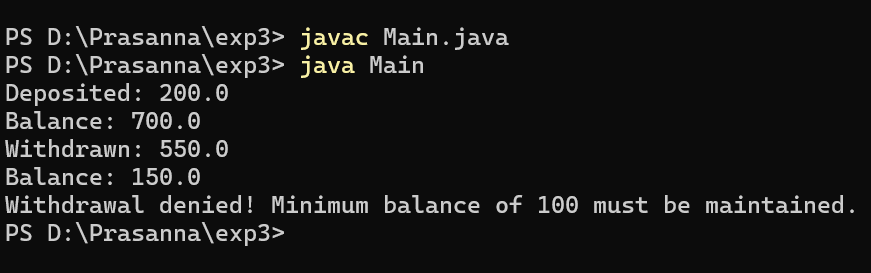 PS D:\Prasanna\exp3> javac Main.java
PS D:\Prasanna\exp3> java Main
Deposited: 200.0
Balance: 700.0
Withdrawn: 550.0
Balance: 150.0
Withdrawal denied! Minimum balance of 100 must be maintained.
PS D:\Prasanna\exp3>